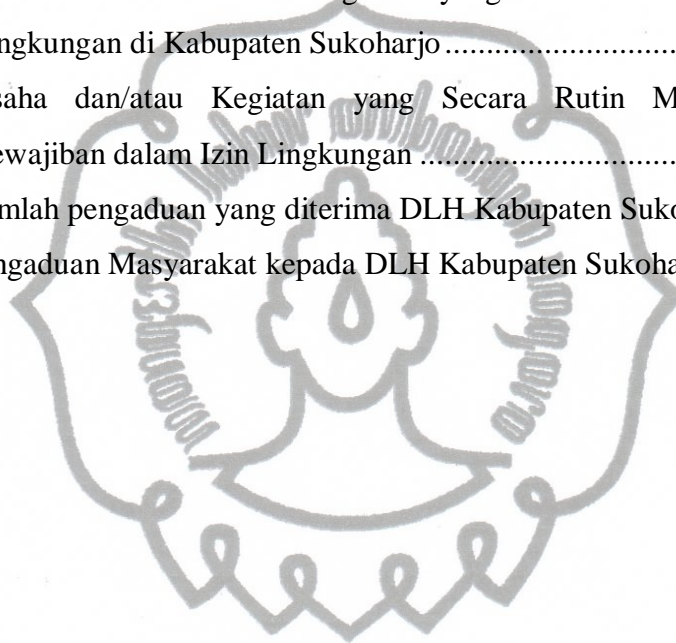 yang
ngkungan di Kabupaten Sukoharjo..............................
saha dan/atau Kegiatan yang Secara Rutin M
ewajiban dalam Izin Lingkungan .................................
mlah pengaduan yang diterima DLH Kabupaten Suko
ngaduan Masyarakat kepada DLH Kabupaten Sukoha